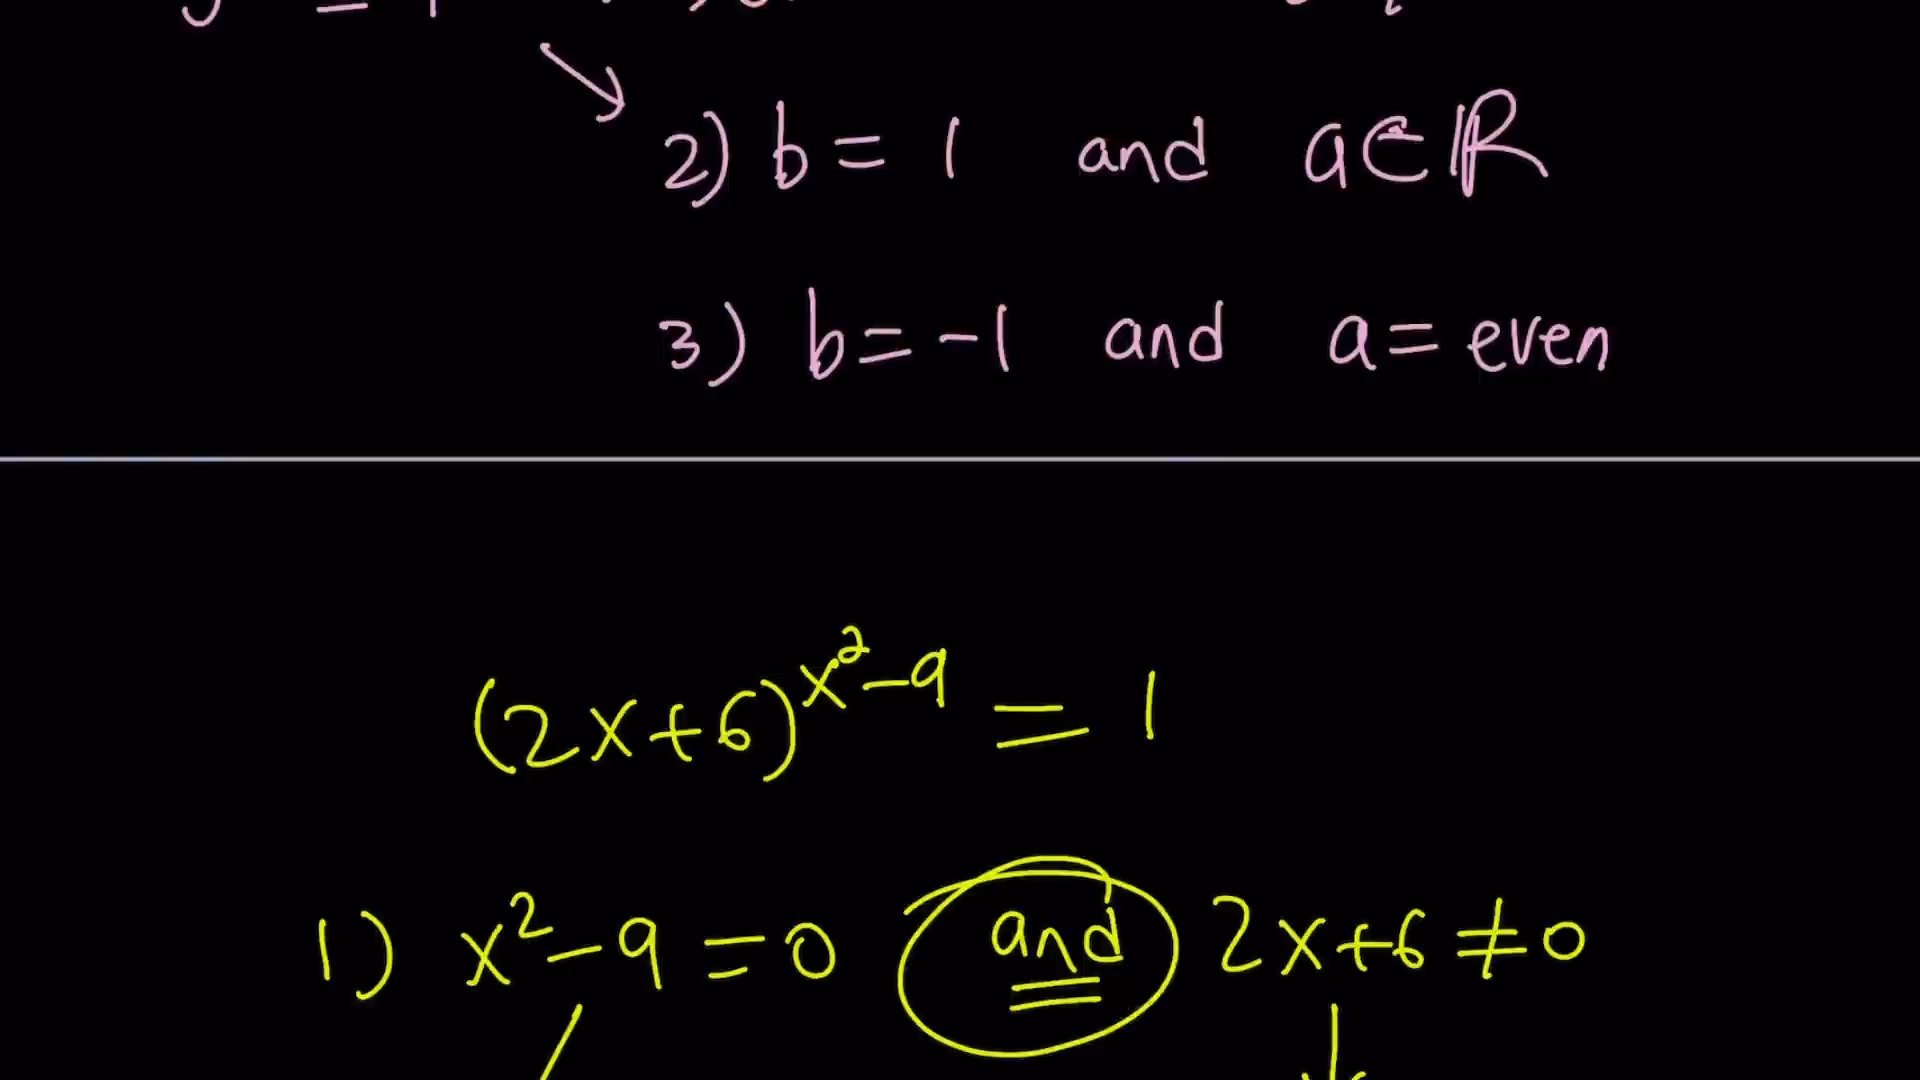 2) b = 1 and a ∈ ℝ
3) b = -1 and a = even
(2x+6)^{x²-9} = 1
1) x²-9 = 0 and 2x+6 ≠ 0